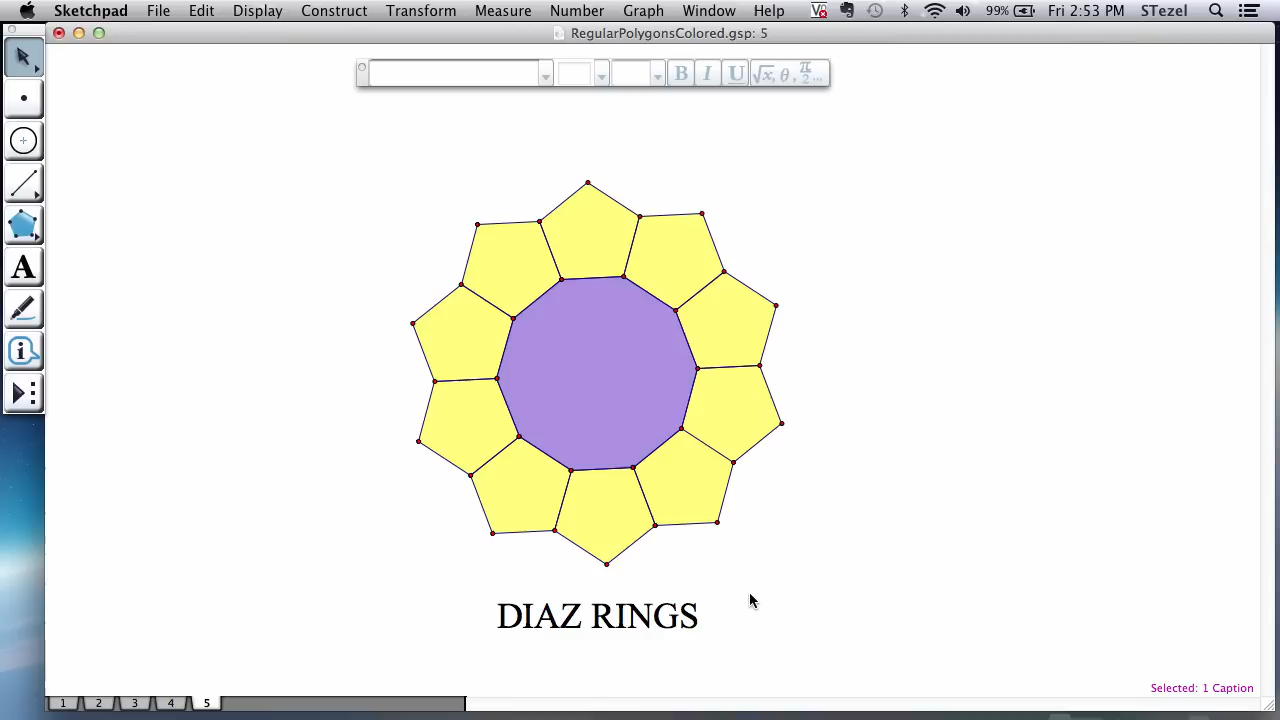 Sketchpad File Edit Display Construct Transform Measure Number Graph Window Help 99% Fri 2:53 PM STezel
RegularPolygonsColored.gsp: 5
B I U √x, θ, π/2...
A
i
DIAZ RINGS
Selected: 1 Caption
1 2 3 4 5